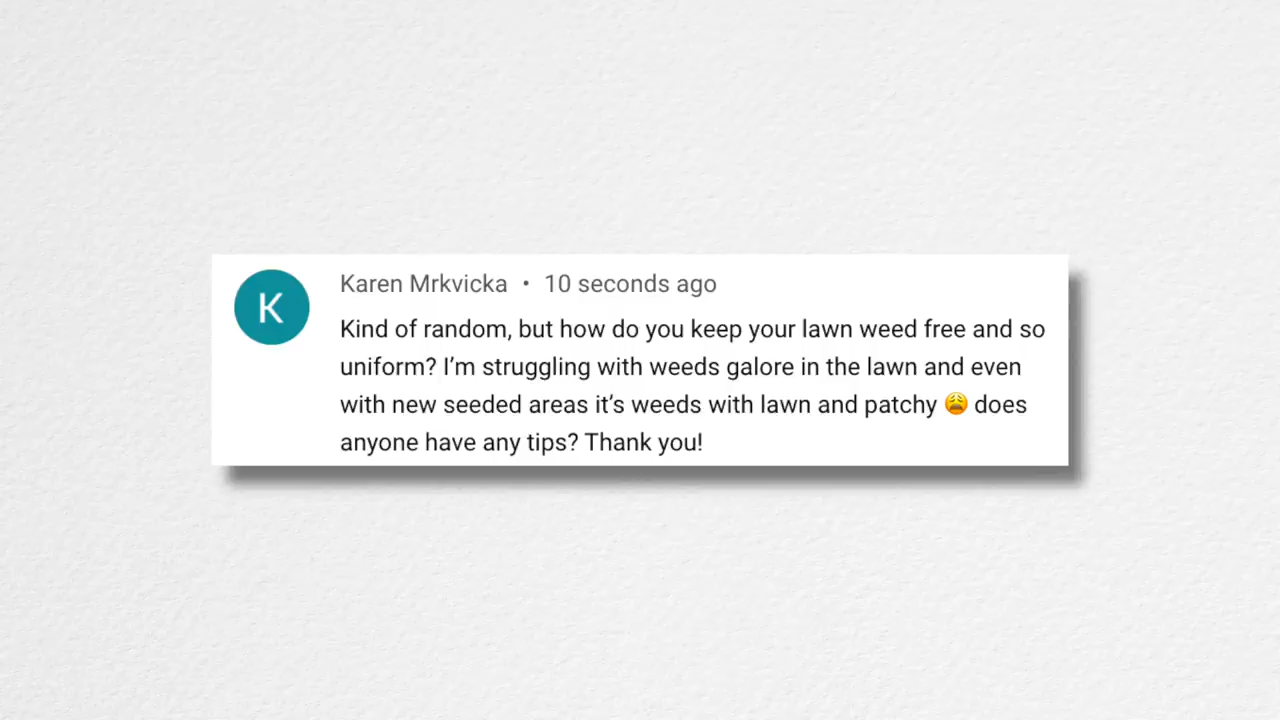 K
Karen Mrkvicka • 10 seconds ago
Kind of random, but how do you keep your lawn weed free and so
uniform? I’m struggling with weeds galore in the lawn and even
with new seeded areas it’s weeds with lawn and patchy 😩 does
anyone have any tips? Thank you!